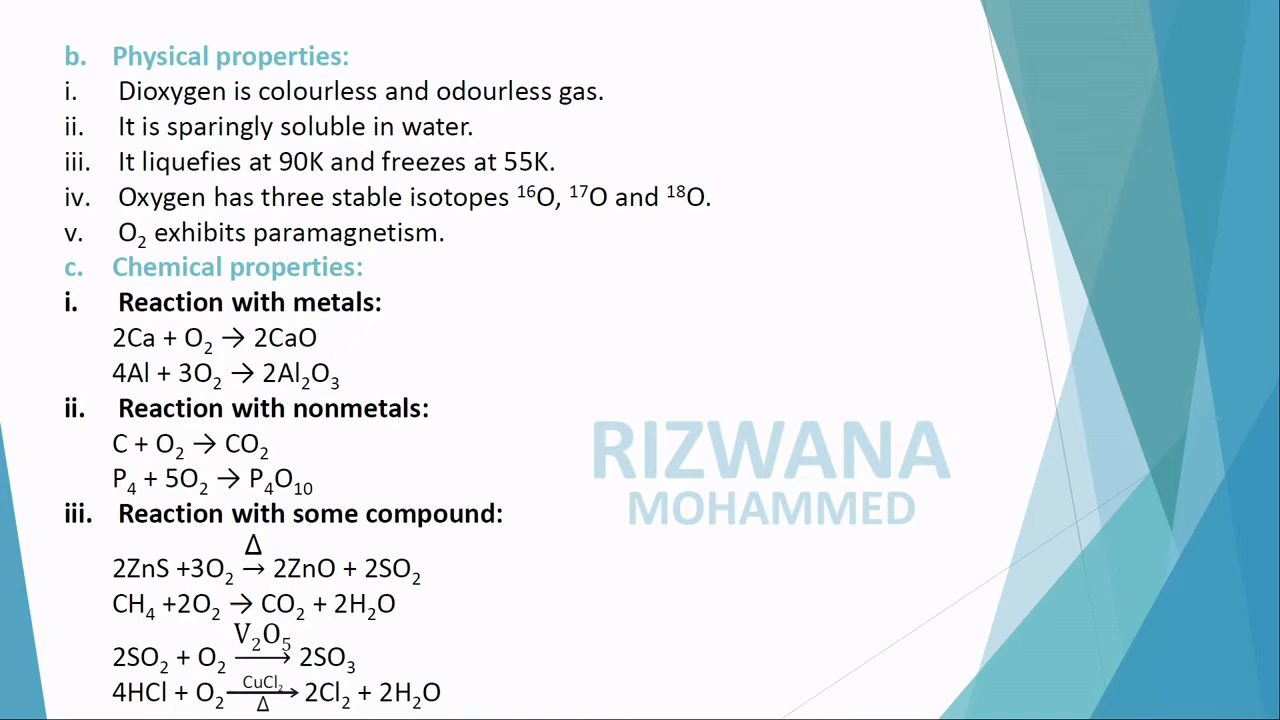 b. Physical properties:
i. Dioxygen is colourless and odourless gas.
ii. It is sparingly soluble in water.
iii. It liquefies at 90K and freezes at 55K.
iv. Oxygen has three stable isotopes ¹⁶O, ¹⁷O and ¹⁸O.
v. O₂ exhibits paramagnetism.
c. Chemical properties:
i. Reaction with metals:
2Ca + O₂ → 2CaO
4Al + 3O₂ → 2Al₂O₃
ii. Reaction with nonmetals:
C + O₂ → CO₂
P₄ + 5O₂ → P₄O₁₀
iii. Reaction with some compound:
Δ
2ZnS +3O₂ → 2ZnO + 2SO₂
CH₄ +2O₂ → CO₂ + 2H₂O
V₂O₅
2SO₂ + O₂ ⟶ 2SO₃
CuCl₂
4HCl + O₂ ⟶ 2Cl₂ + 2H₂O
Δ
RIZWANA
MOHAMMED